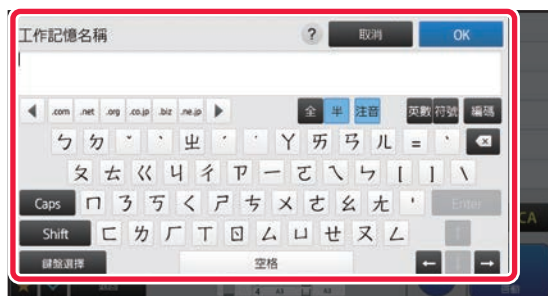 工作記憶名稱 ? 取消 OK
.com .net .org .co.jp .biz .ne.jp 全 半 注音 英數 符號 編碼
ㄅ ㄉ ˇ ˋ ㄓ ˊ ˙ ㄚ ㄞ ㄢ ㄦ = ˋ
ㄆ ㄊ ㄍ ㄐ ㄔ ㄗ ㄧ ㄛ ㄟ ㄣ [ ] \
Caps ㄇ ㄋ ㄎ ㄑ ㄕ ㄘ ㄨ ㄜ ㄠ ㄤ ' Enter
Shift ㄈ ㄌ ㄏ ㄒ ㄖ ㄙ ㄩ ㄝ ㄡ ㄥ
鍵盤選擇 空格 ← →
CA